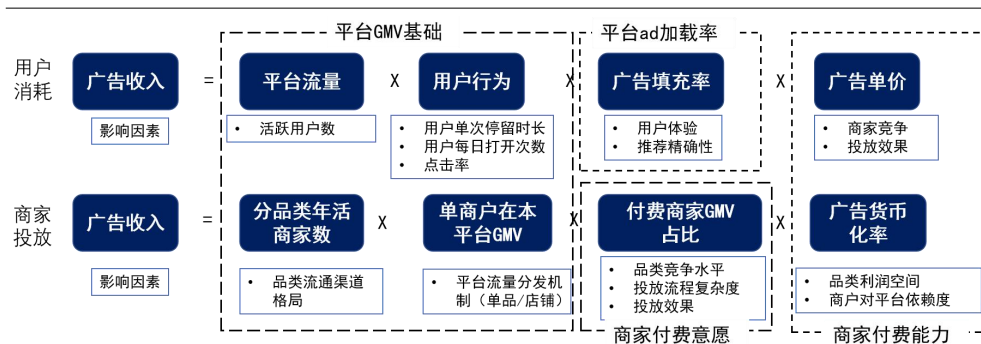 平台GMV基础
平台ad加载率
用户
消耗
广告收入
=
平台流量
X
用户行为
X
广告填充率
X
广告单价
影响因素
• 活跃用户数
• 用户单次停留时长
• 用户每日打开次数
• 点击率
• 用户体验
• 推荐精确性
• 商家竞争
• 投放效果
商家
投放
广告收入
=
分品类年活
商家数
X
单商户在本
平台GMV
X
付费商家GMV
占比
X
广告货币
化率
影响因素
• 品类流通渠道
格局
• 平台流量分发机
制（单品/店铺）
• 品类竞争水平
• 投放流程复杂度
• 投放效果
• 品类利润空间
• 商户对平台依赖度
商家付费意愿
商家付费能力